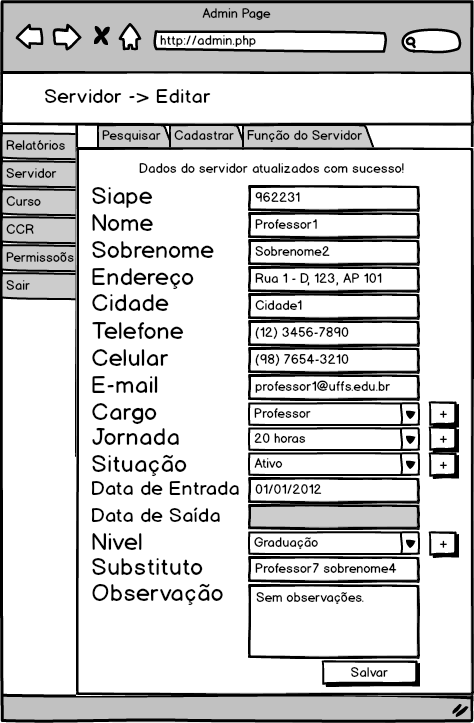 Admin Page
http://admin.php
Servidor -> Editar
Pesquisar Cadastrar Função do Servidor
Relatórios
Servidor
Curso
CCR
Permissoõs
Sair
Dados do servidor atualizados com sucesso!
Siape 962231
Nome Professor1
Sobrenome Sobrenome2
Endereço Rua 1 - D, 123, AP 101
Cidade Cidade1
Telefone (12) 3456-7890
Celular (98) 7654-3210
E-mail professor1@uffs.edu.br
Cargo Professor +
Jornada 20 horas +
Situação Ativo +
Data de Entrada 01/01/2012
Data de Saída
Nivel Graduação +
Substituto Professor7 sobrenome4
Observação Sem observações.
Salvar